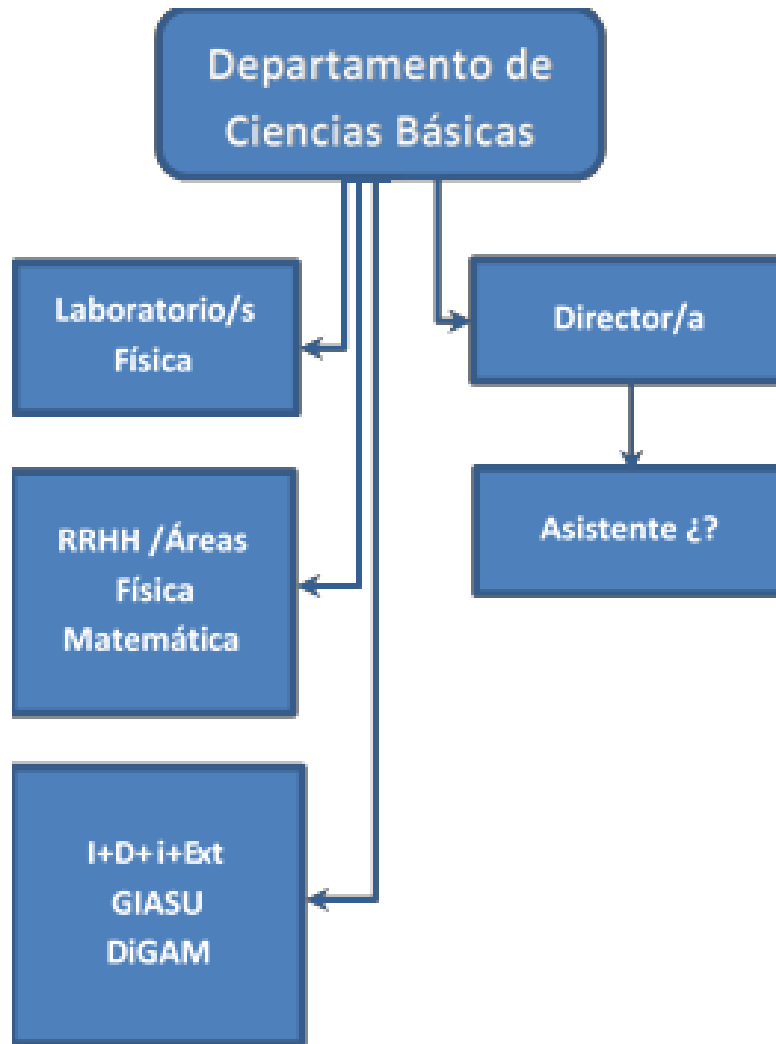 Departamento de
Ciencias Básicas
Laboratorio/s
Física
Director/a
RRHH /Áreas
Física
Matemática
Asistente ¿?
I+D+i+Ext
GIASU
DiGAM